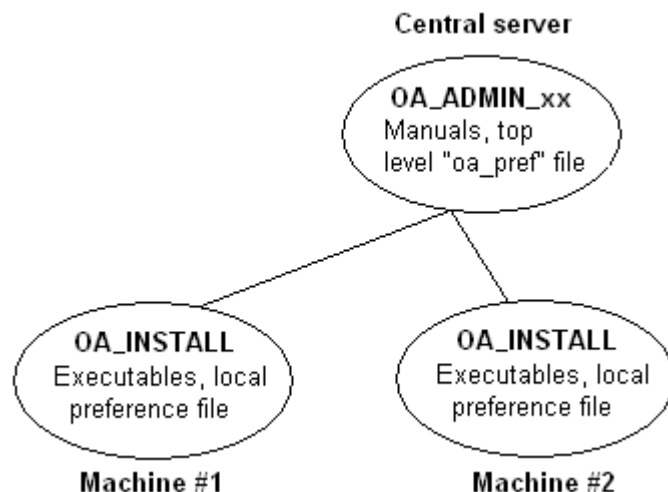 Central server
OA_ADMIN_xx
Manuals, top
level "oa_pref" file
OA_INSTALL
Executables, local
preference file
Machine #1
OA_INSTALL
Executables, local
preference file
Machine #2